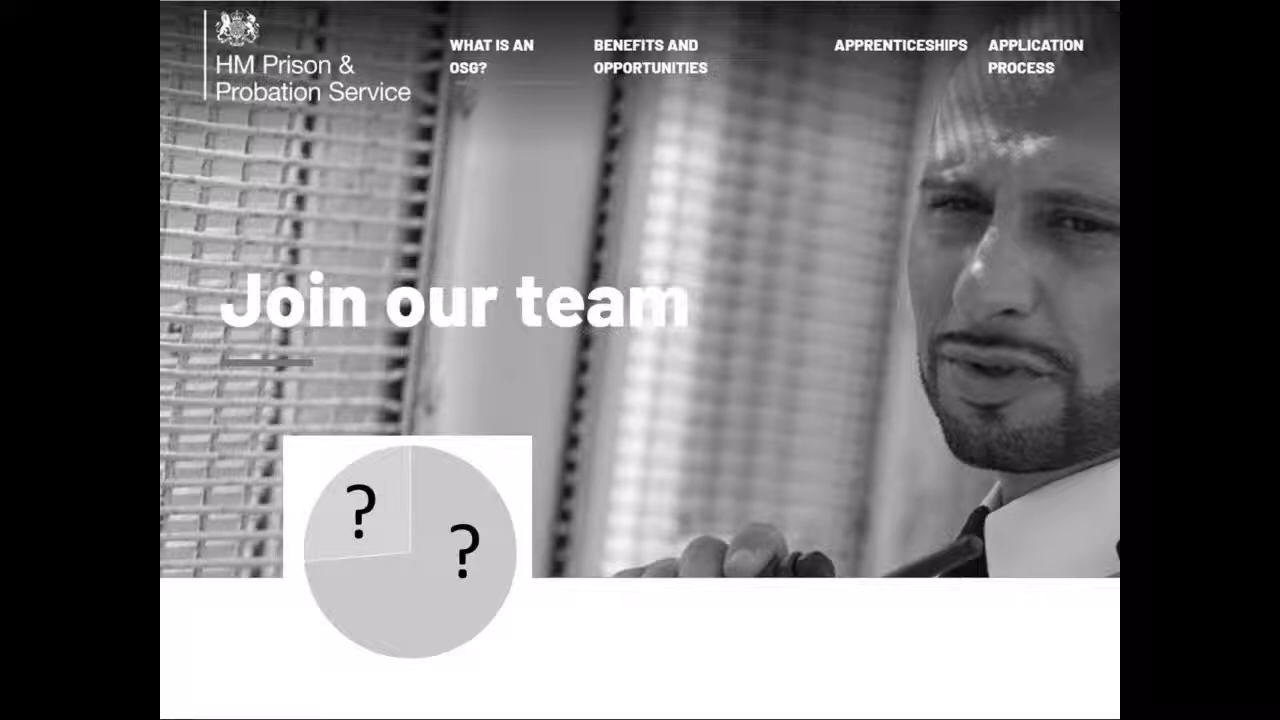 HM Prison &
Probation Service
WHAT IS AN
OSG?
BENEFITS AND
OPPORTUNITIES
APPRENTICESHIPS
APPLICATION
PROCESS
Join our team
?
?